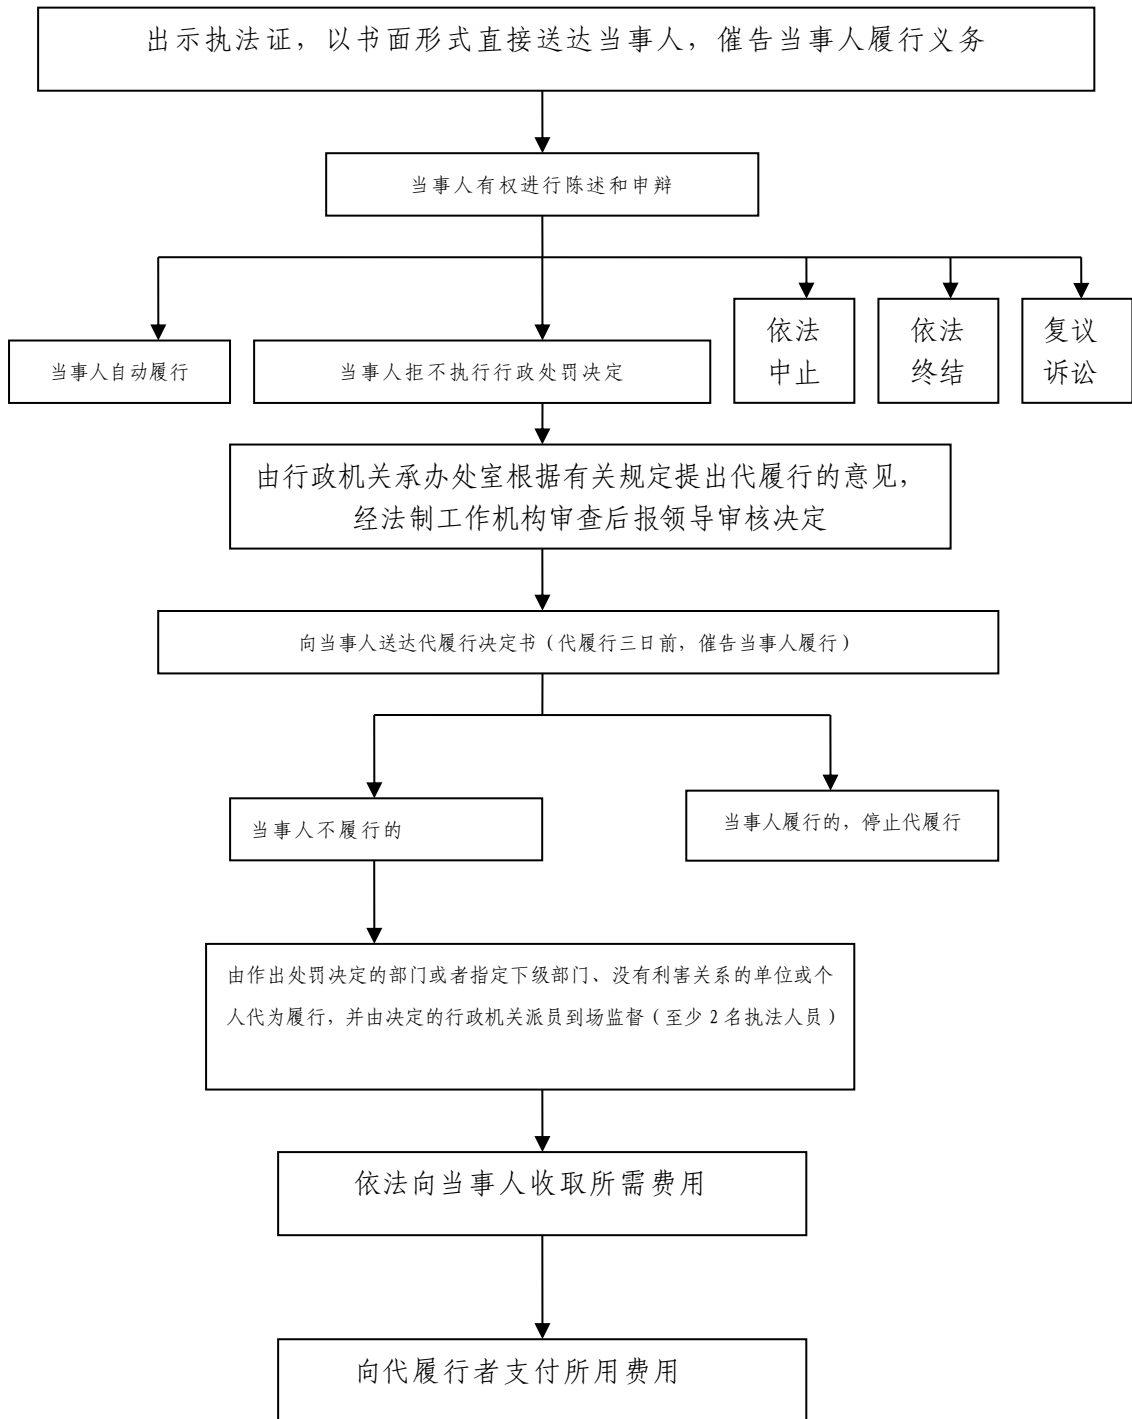 出示执法证，以书面形式直接送达当事人，催告当事人履行义务
当事人有权进行陈述和申辩
当事人自动履行
当事人拒不执行行政处罚决定
依法
中止
依法
终结
复议
诉讼
由行政机关承办处室根据有关规定提出代履行的意见，
经法制工作机构审查后报领导审核决定
向当事人送达代履行决定书（代履行三日前，催告当事人履行）
当事人不履行的
当事人履行的，停止代履行
由作出处罚决定的部门或者指定下级部门、没有利害关系的单位或个
人代为履行，并由决定的行政机关派员到场监督（至少 2 名执法人员）
依法向当事人收取所需费用
向代履行者支付所用费用